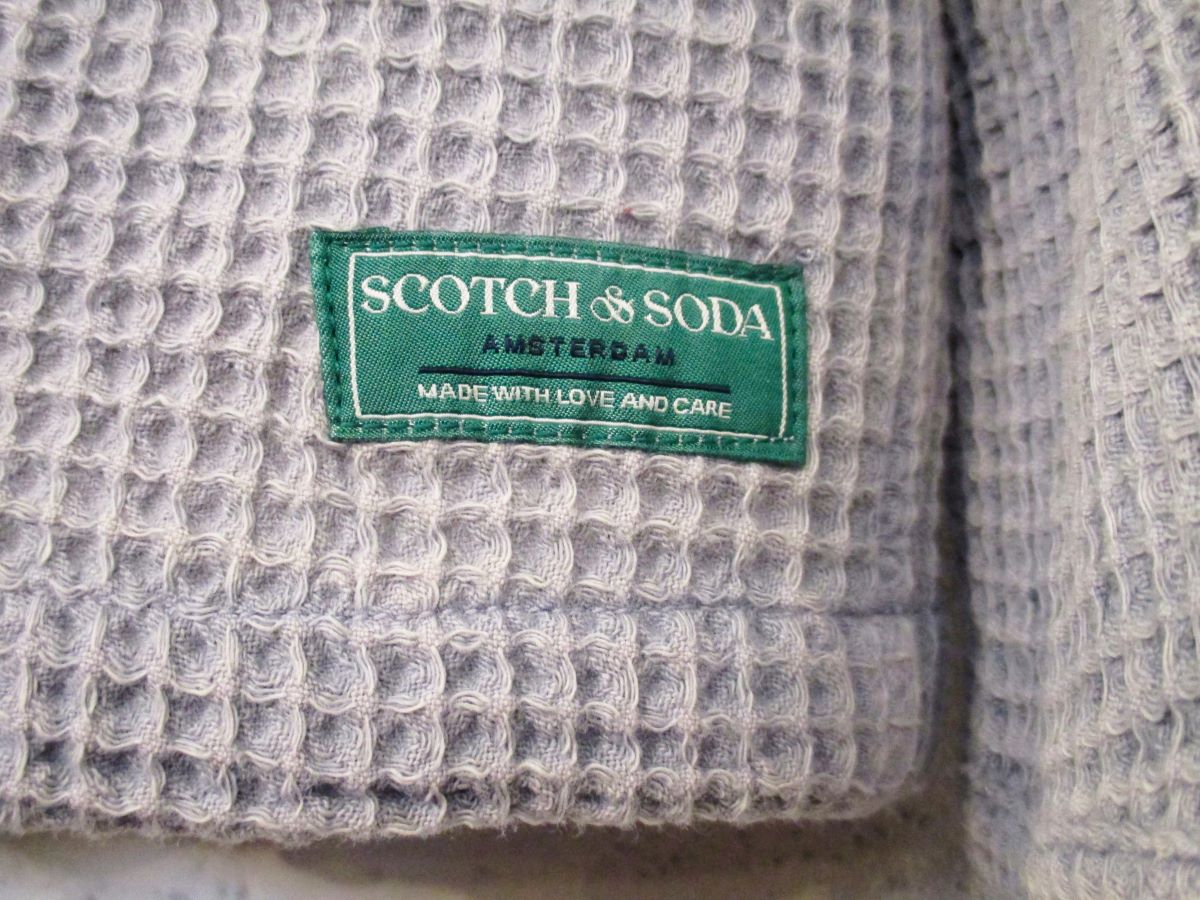 SCOTCH & SODA
AMSTERDAM
MADE WITH LOVE AND CARE